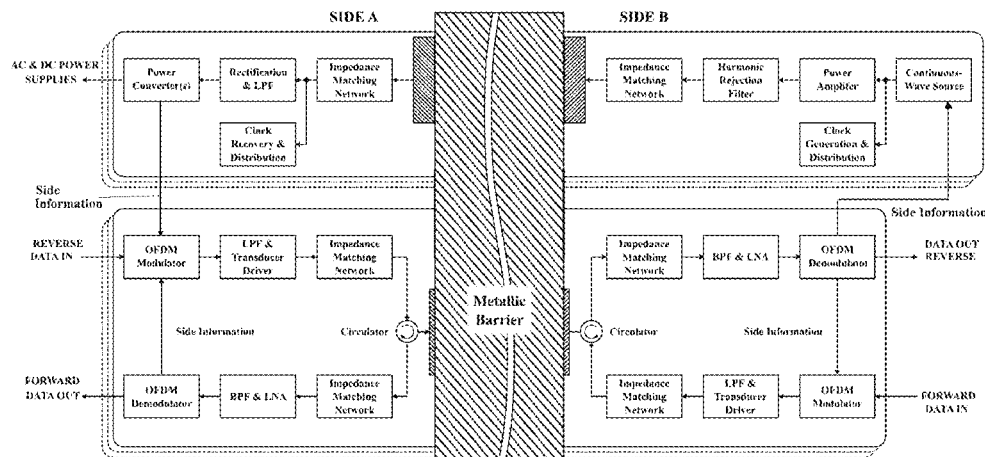 SIDE A
SIDE B
AC & DC POWER
SUPPLIES
Power
Converter(s)
Rectification
& LPF
Impedance
Matching
Network
Clock
Recovery &
Distribution
Impedance
Matching
Network
Harmonic
Rejection
Filter
Power
Amplifier
Continuous-
Wave Source
Clock
Generation &
Distribution
Side
Information
Side Information
REVERSE
DATA IN
OFDM
Modulator
LPF &
Transducer
Driver
Impedance
Matching
Network
Impedance
Matching
Network
BPF & LNA
OFDM
Demodulator
DATA OUT
REVERSE
Metallic
Barrier
Side Information
Circulator
Circulator
Side Information
FORWARD
DATA OUT
OFDM
Demodulator
BPF & LNA
Impedance
Matching
Network
Impedance
Matching
Network
LPF &
Transducer
Driver
OFDM
Modulator
FORWARD
DATA IN